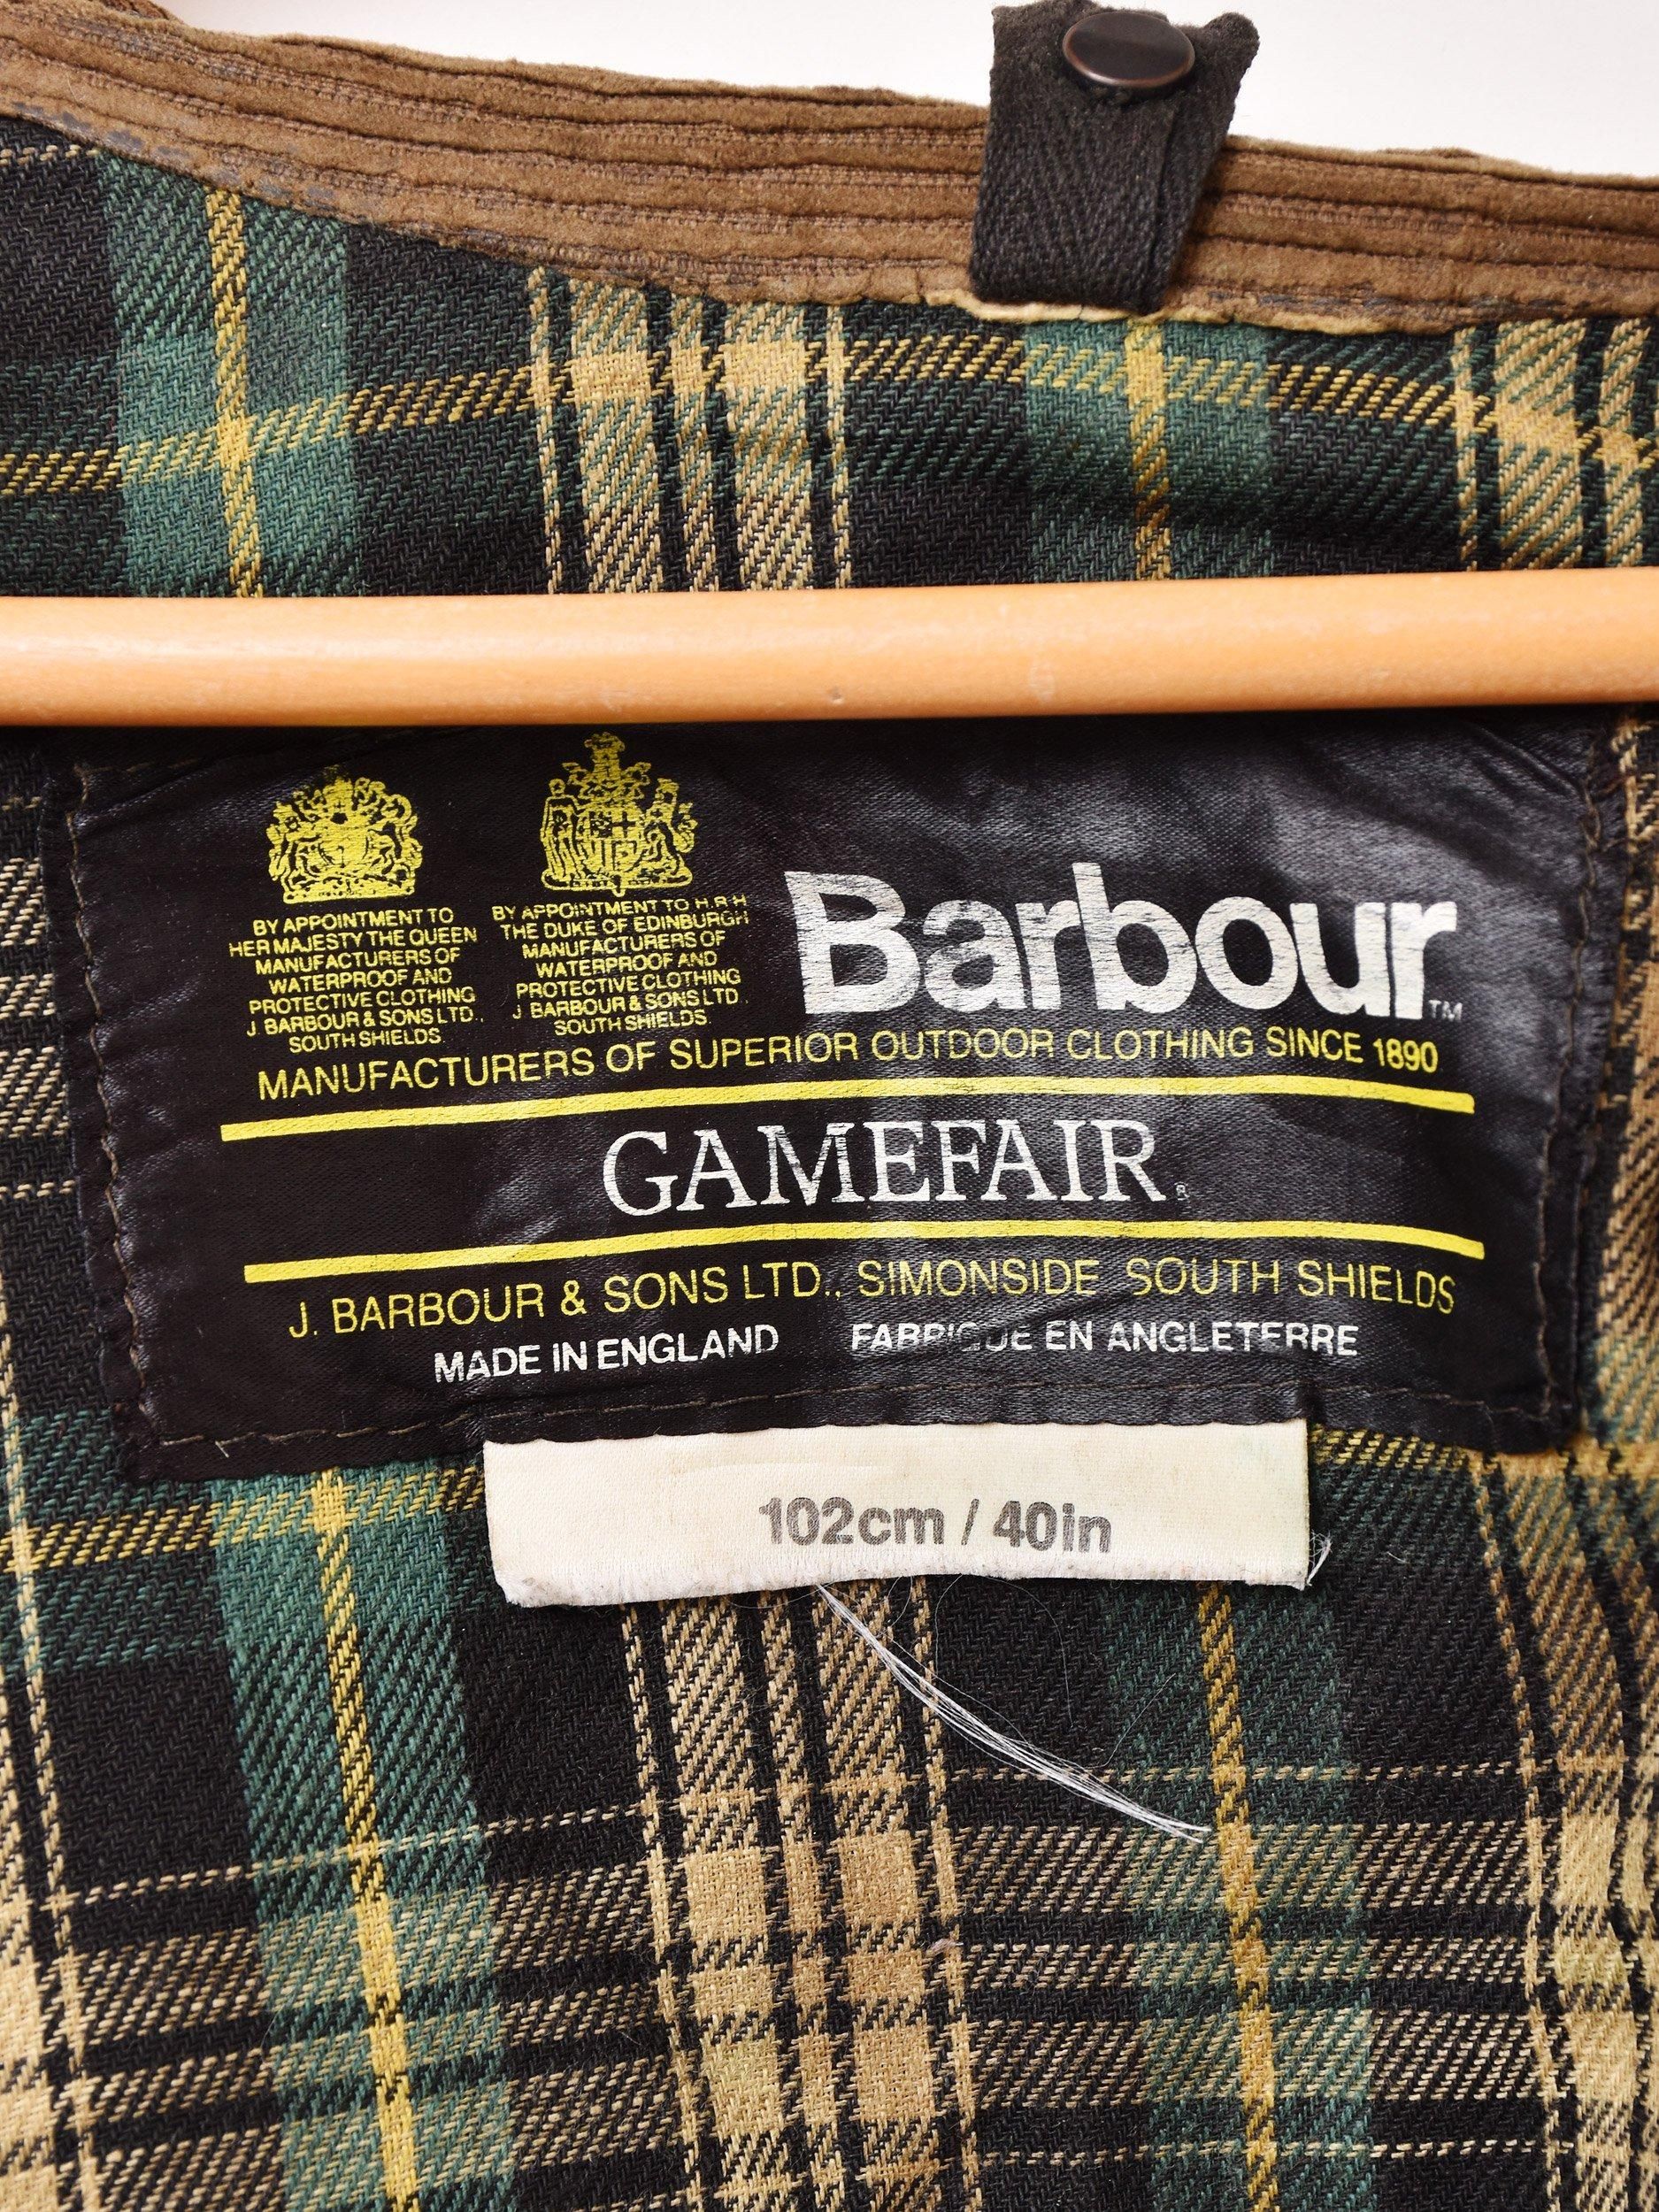 BY APPOINTMENT TO
HER MAJESTY THE QUEEN
MANUFACTURERS OF
WATERPROOF AND
PROTECTIVE CLOTHING
J BARBOUR & SONS LTD.,
SOUTH SHIELDS
BY APPOINTMENT TO H.R.H
THE DUKE OF EDINBURGH
MANUFACTURERS OF
WATERPROOF AND
PROTECTIVE CLOTHING
J BARBOUR & SONS LTD.
SOUTH SHIELDS
Barbour™
MANUFACTURERS OF SUPERIOR OUTDOOR CLOTHING SINCE 1890
GAMEFAIR®
J. BARBOUR & SONS LTD., SIMONSIDE SOUTH SHIELDS
MADE IN ENGLAND FABRIQUE EN ANGLETERRE
102cm / 40in